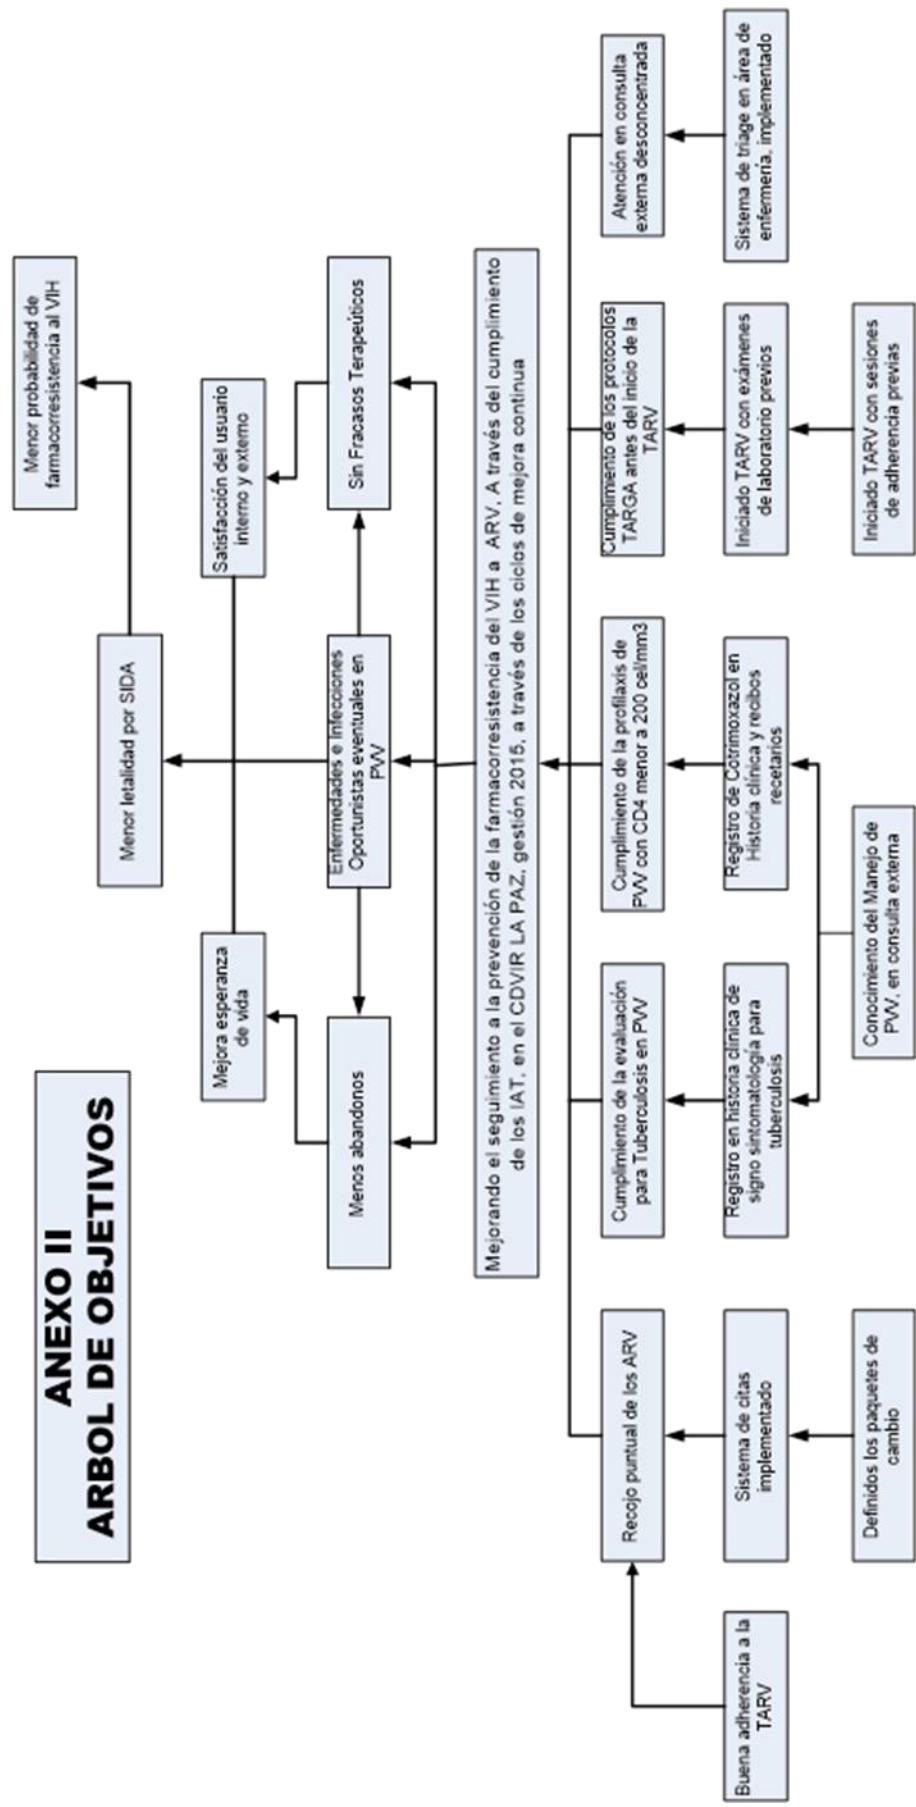 ANEXO II
ARBOL DE OBJETIVOS
Menor probabilidad de
farmacorresistencia al VIH
Menor letalidad por SIDA
Mejora esperanza
de vida
Satisfacción del usuario
interno y externo
Menos abandonos
Enfermedades e Infecciones
Oportunistas eventuales en
PVV
Sin Fracasos Terapeúticos
Mejorando el seguimiento a la prevención de la farmacorresistencia del VIH a ARV, A través del cumplimiento
de los IAT, en el CDVIR LA PAZ, gestión 2015, a través de los ciclos de mejora continua
Recojo puntual de los ARV
Cumplimiento de la evaluación
para Tuberculosis en PVV
Cumplimiento de la profilaxis de
PVV con CD4 menor a 200 cel/mm3
Cumplimiento de los protocolos
TARGA antes del inicio de la
TARV
Atención en consulta
externa desconcentrada
Buena adherencia a la
TARV
Sistema de citas
implementado
Registro en historia clínica de
signo sintomatología para
tuberculosis
Registro de Cotrimoxazol en
Historia clínica y recibos
recetarios
Iniciado TARV con exámenes
de laboratorio previos
Sistema de triage en área de
enfermería, implementado
Definidos los paquetes de
cambio
Conocimiento del Manejo de
PVV, en consulta externa
Iniciado TARV con sesiones
de adherencia previas